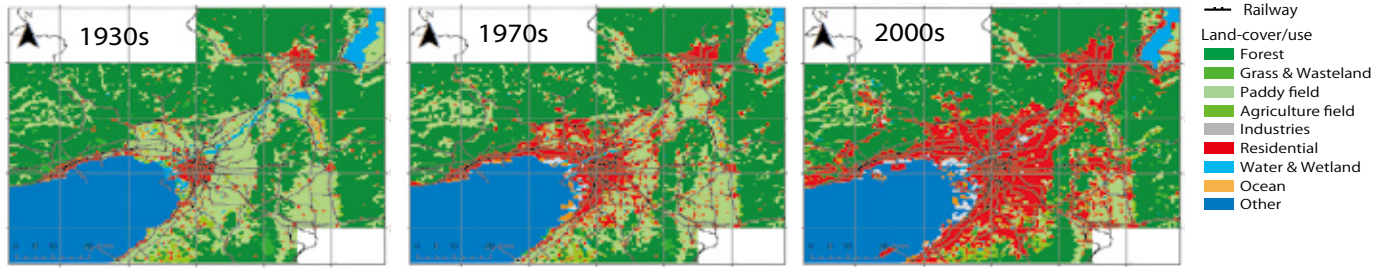 1930s
1970s
2000s
Railway
Land-cover/use
Forest
Grass & Wasteland
Paddy field
Agriculture field
Industries
Residential
Water & Wetland
Ocean
Other